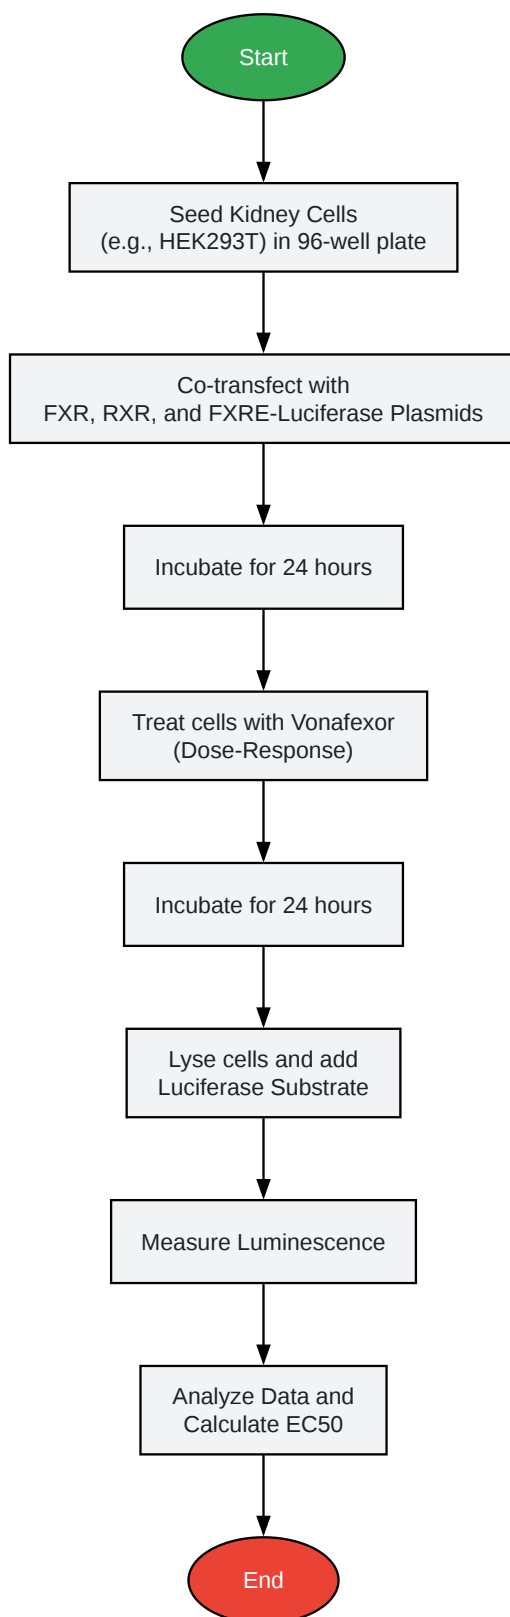 Start
Seed Kidney Cells
(e.g., HEK293T) in 96-well plate
Co-transfect with
FXR, RXR, and FXRE-Luciferase Plasmids
Incubate for 24 hours
Treat cells with Vonafexor
(Dose-Response)
Incubate for 24 hours
Lyse cells and add
Luciferase Substrate
Measure Luminescence
Analyze Data and
Calculate EC50
End